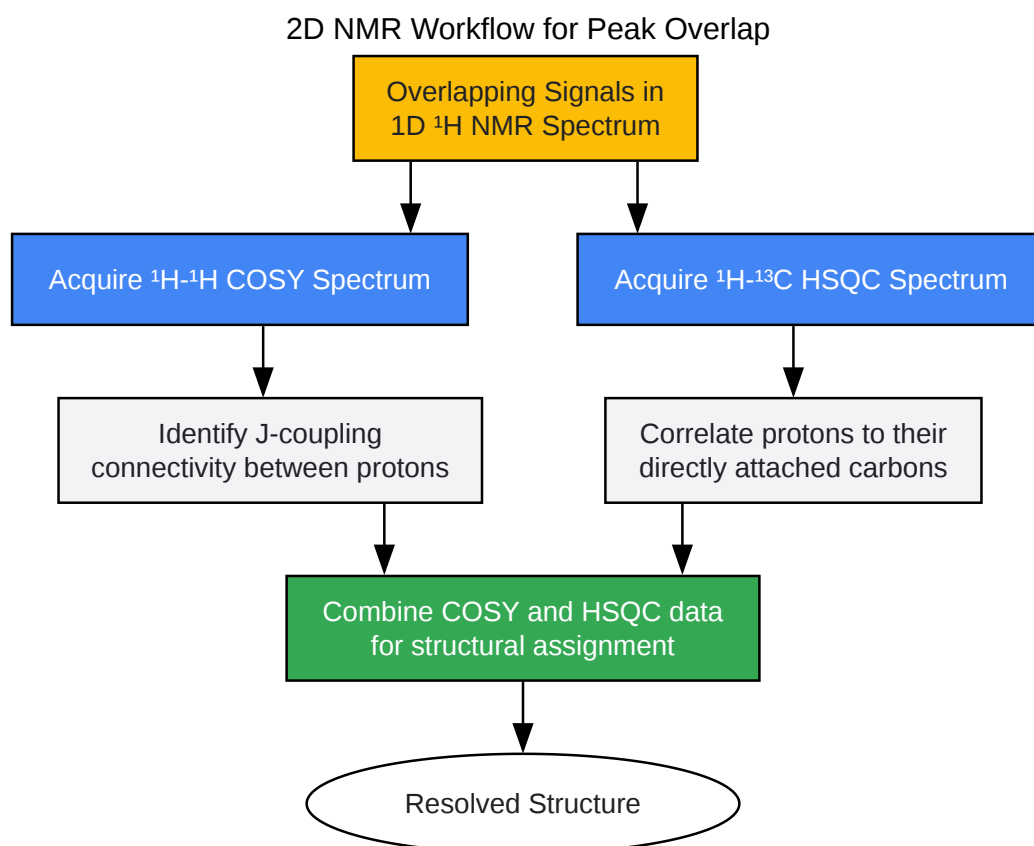 2D NMR Workflow for Peak Overlap
Overlapping Signals in
1D ¹H NMR Spectrum
Acquire ¹H-¹H COSY Spectrum
Acquire ¹H-¹³C HSQC Spectrum
Identify J-coupling
connectivity between protons
Correlate protons to their
directly attached carbons
Combine COSY and HSQC data
for structural assignment
Resolved Structure